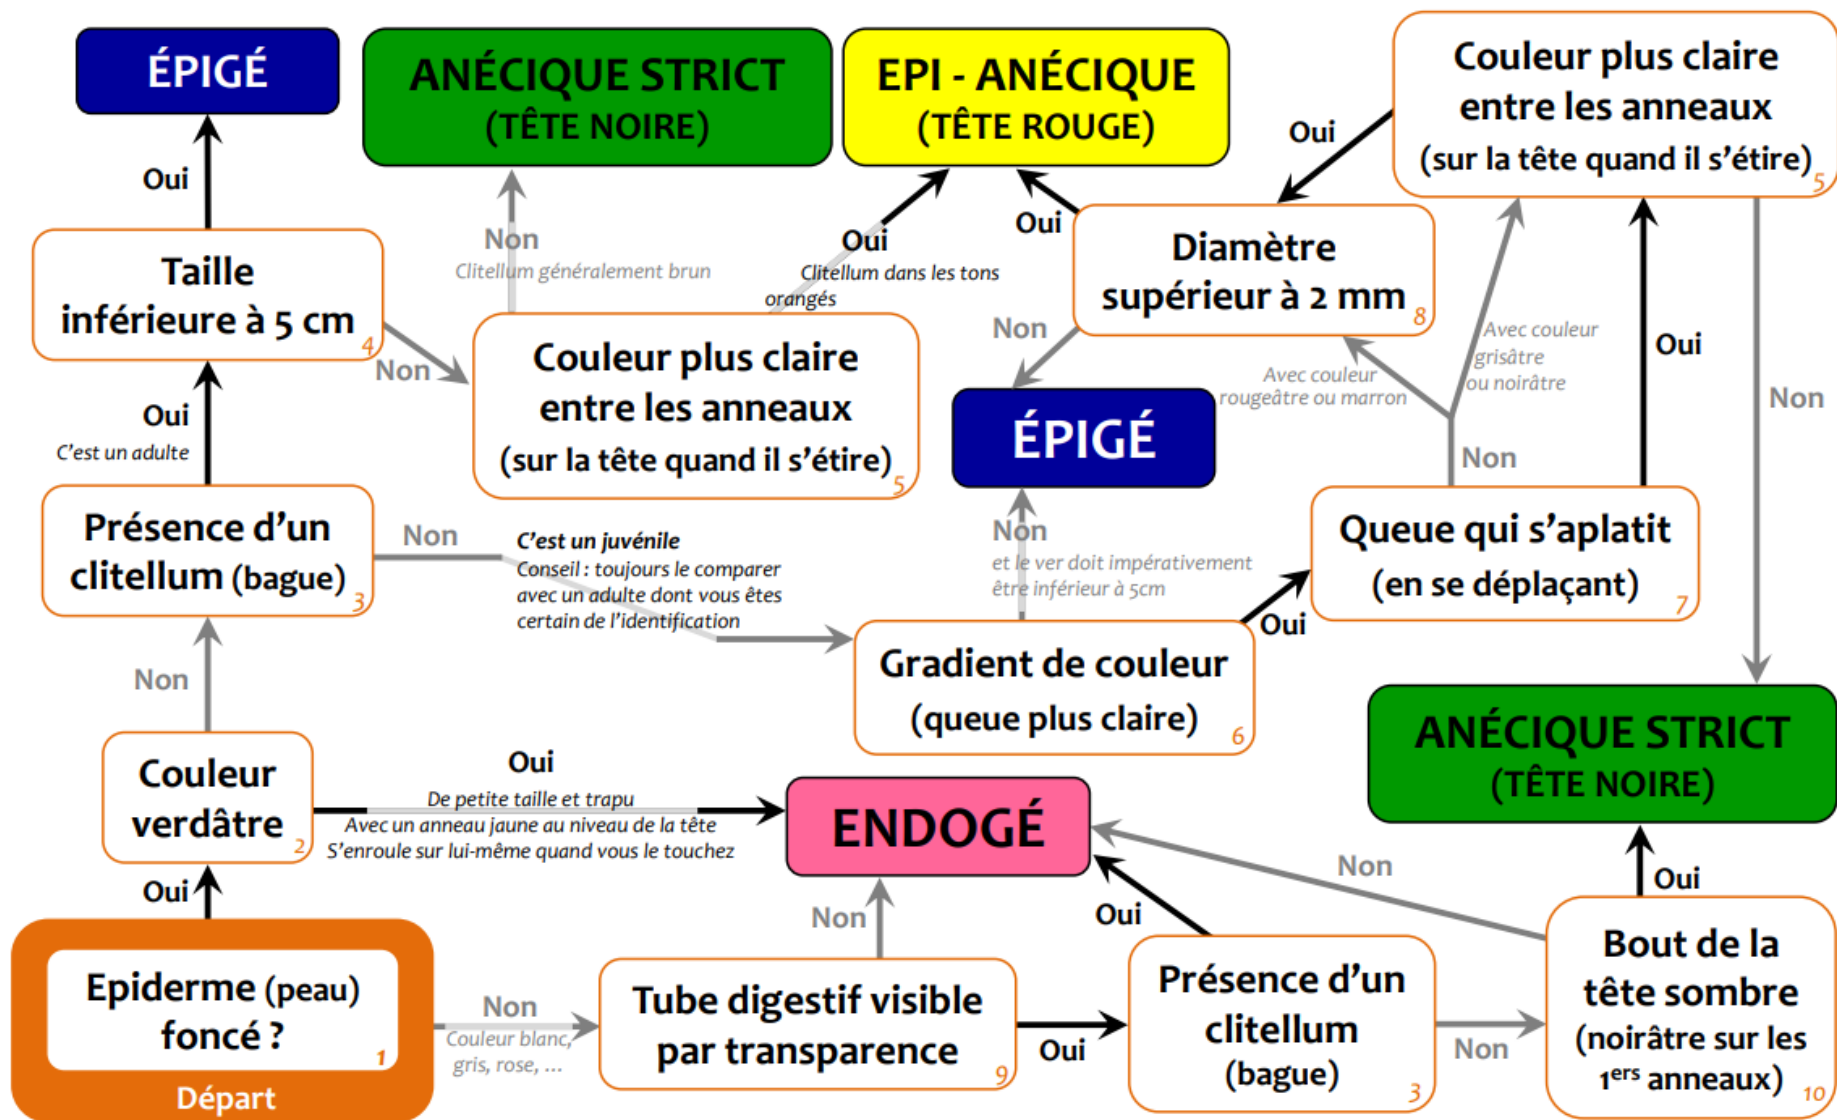 ÉPIGÉ
ANÉCIQUE STRICT
(TÊTE NOIRE)
EPI - ANÉCIQUE
(TÊTE ROUGE)
Couleur plus claire
entre les anneaux
(sur la tête quand il s’étire)
5
Oui
Oui
Taille
inférieure à 5 cm
4
Non
Non
Clitellum généralement brun
Oui
Clitellum dans les tons
orangés
Oui
Diamètre
supérieur à 2 mm
8
Couleur plus claire
entre les anneaux
(sur la tête quand il s’étire)
5
Non
Avec couleur
rougeâtre ou marron
Avec couleur
grisâtre
ou noirâtre
Oui
Non
Oui
C’est un adulte
ÉPIGÉ
Non
Présence d’un
clitellum (bague)
3
Non
C’est un juvénile
Conseil : toujours le comparer
avec un adulte dont vous êtes
certain de l’identification
Non
et le ver doit impérativement
être inférieur à 5cm
Queue qui s’aplatit
(en se déplaçant)
7
Oui
Gradient de couleur
(queue plus claire)
6
Non
ANÉCIQUE STRICT
(TÊTE NOIRE)
Couleur
verdâtre
2
Oui
De petite taille et trapu
Avec un anneau jaune au niveau de la tête
S’enroule sur lui-même quand vous le touchez
ENDOGÉ
Oui
Non
Oui
Non
Oui
Epiderme (peau)
foncé ?
1
Départ
Non
Couleur blanc,
gris, rose, ...
Tube digestif visible
par transparence
9
Oui
Présence d’un
clitellum
(bague)
3
Non
Bout de la
tête sombre
(noirâtre sur les
1ers anneaux)
10